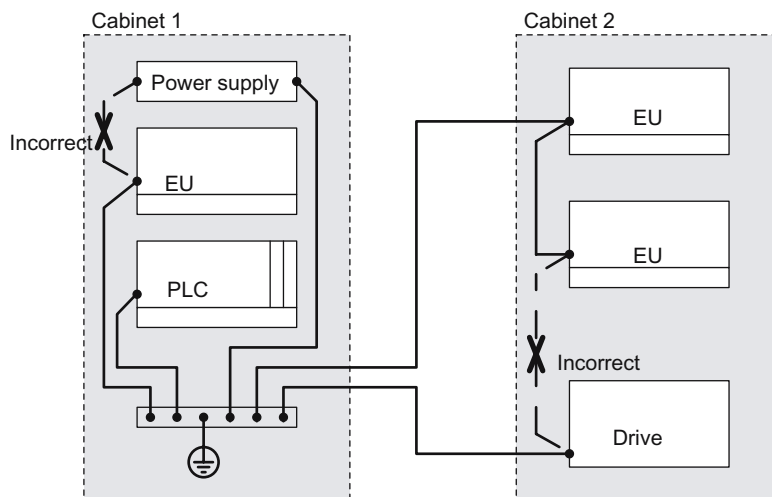 Cabinet 1
Power supply
Incorrect
EU
PLC
Cabinet 2
EU
EU
Incorrect
Drive